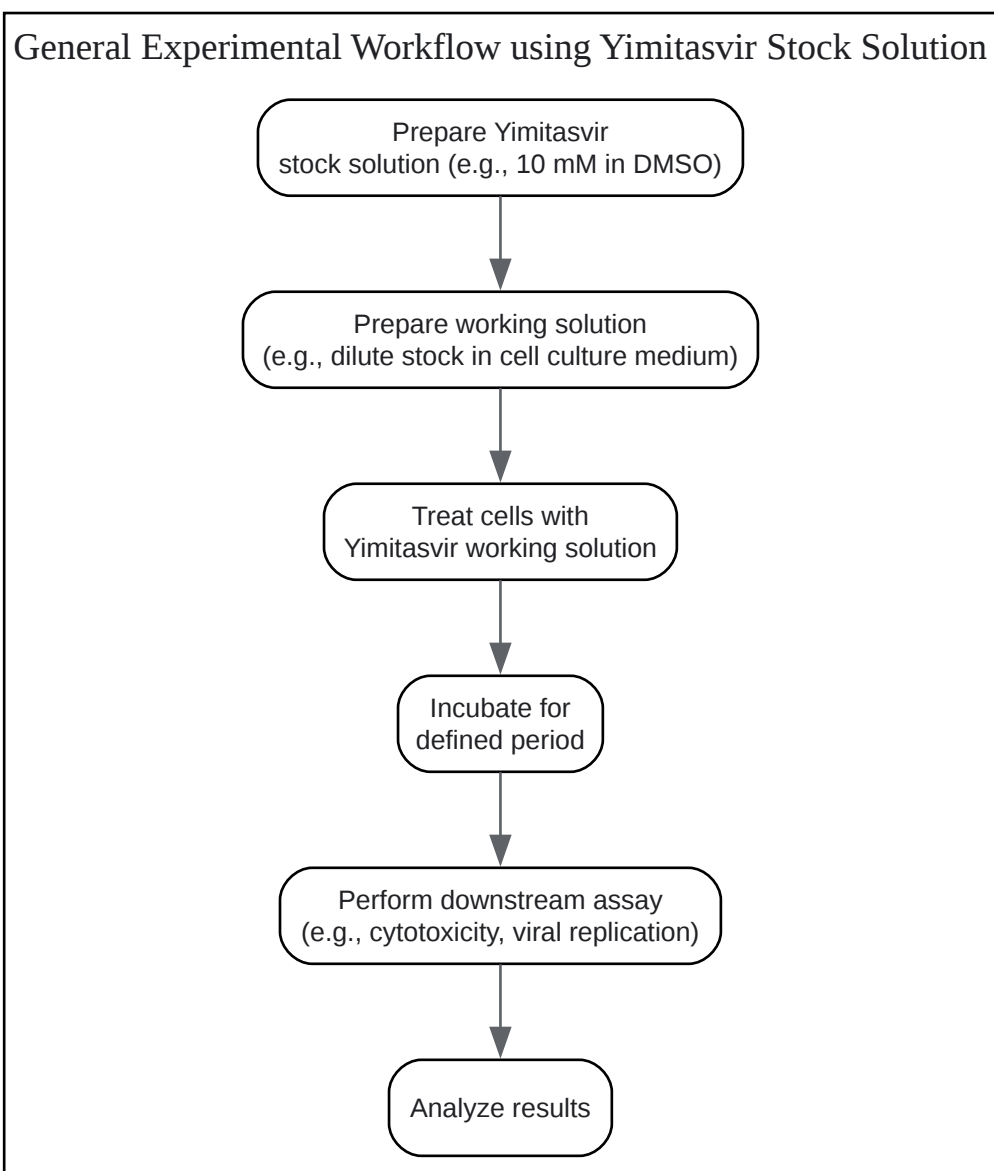 General Experimental Workflow using Yimitasvir Stock Solution
Prepare Yimitasvir
stock solution (e.g., 10 mM in DMSO)
Prepare working solution
(e.g., dilute stock in cell culture medium)
Treat cells with
Yimitasvir working solution
Incubate for
defined period
Perform downstream assay
(e.g., cytotoxicity, viral replication)
Analyze results